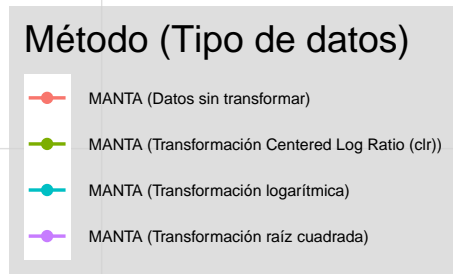 Método (Tipo de datos)
MANTA (Datos sin transformar)
MANTA (Transformación Centered Log Ratio (clr))
MANTA (Transformación logarítmica)
MANTA (Transformación raíz cuadrada)